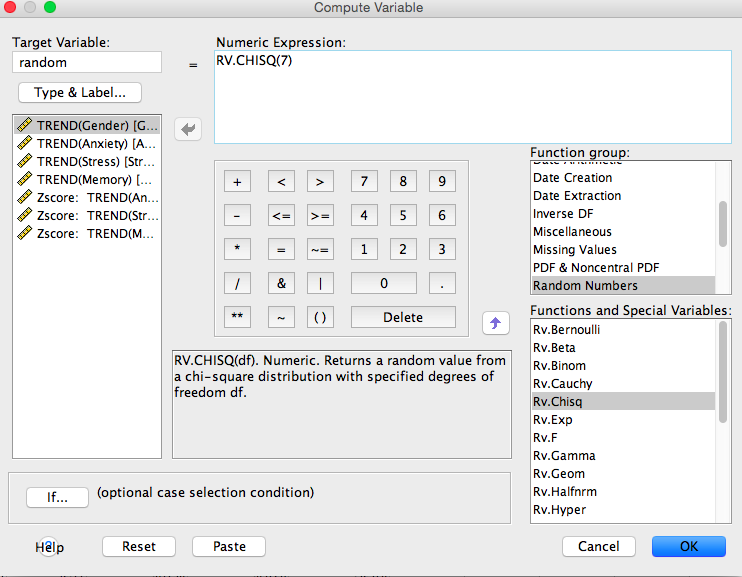 Compute Variable
Target Variable:
random
Type & Label...
=
Numeric Expression:
RV.CHISQ(7)
TREND(Gender) [G...
TREND(Anxiety) [A...
TREND(Stress) [Str...
TREND(Memory) [...
Zscore: TREND(An...
Zscore: TREND(Str...
Zscore: TREND(M...
+ < > 7 8 9
- <= >= 4 5 6
* = ~= 1 2 3
/ & | 0 .
** ~ ( ) Delete
Function group:
Date Creation
Date Extraction
Inverse DF
Miscellaneous
Missing Values
PDF & Noncentral PDF
Random Numbers
Functions and Special Variables:
Rv.Bernoulli
Rv.Beta
Rv.Binom
Rv.Cauchy
Rv.Chisq
Rv.Exp
Rv.F
Rv.Gamma
Rv.Geom
Rv.Halfnrm
Rv.Hyper
RV.CHISQ(df). Numeric. Returns a random value from
a chi-square distribution with specified degrees of
freedom df.
If...
(optional case selection condition)
Help
Reset
Paste
Cancel
OK